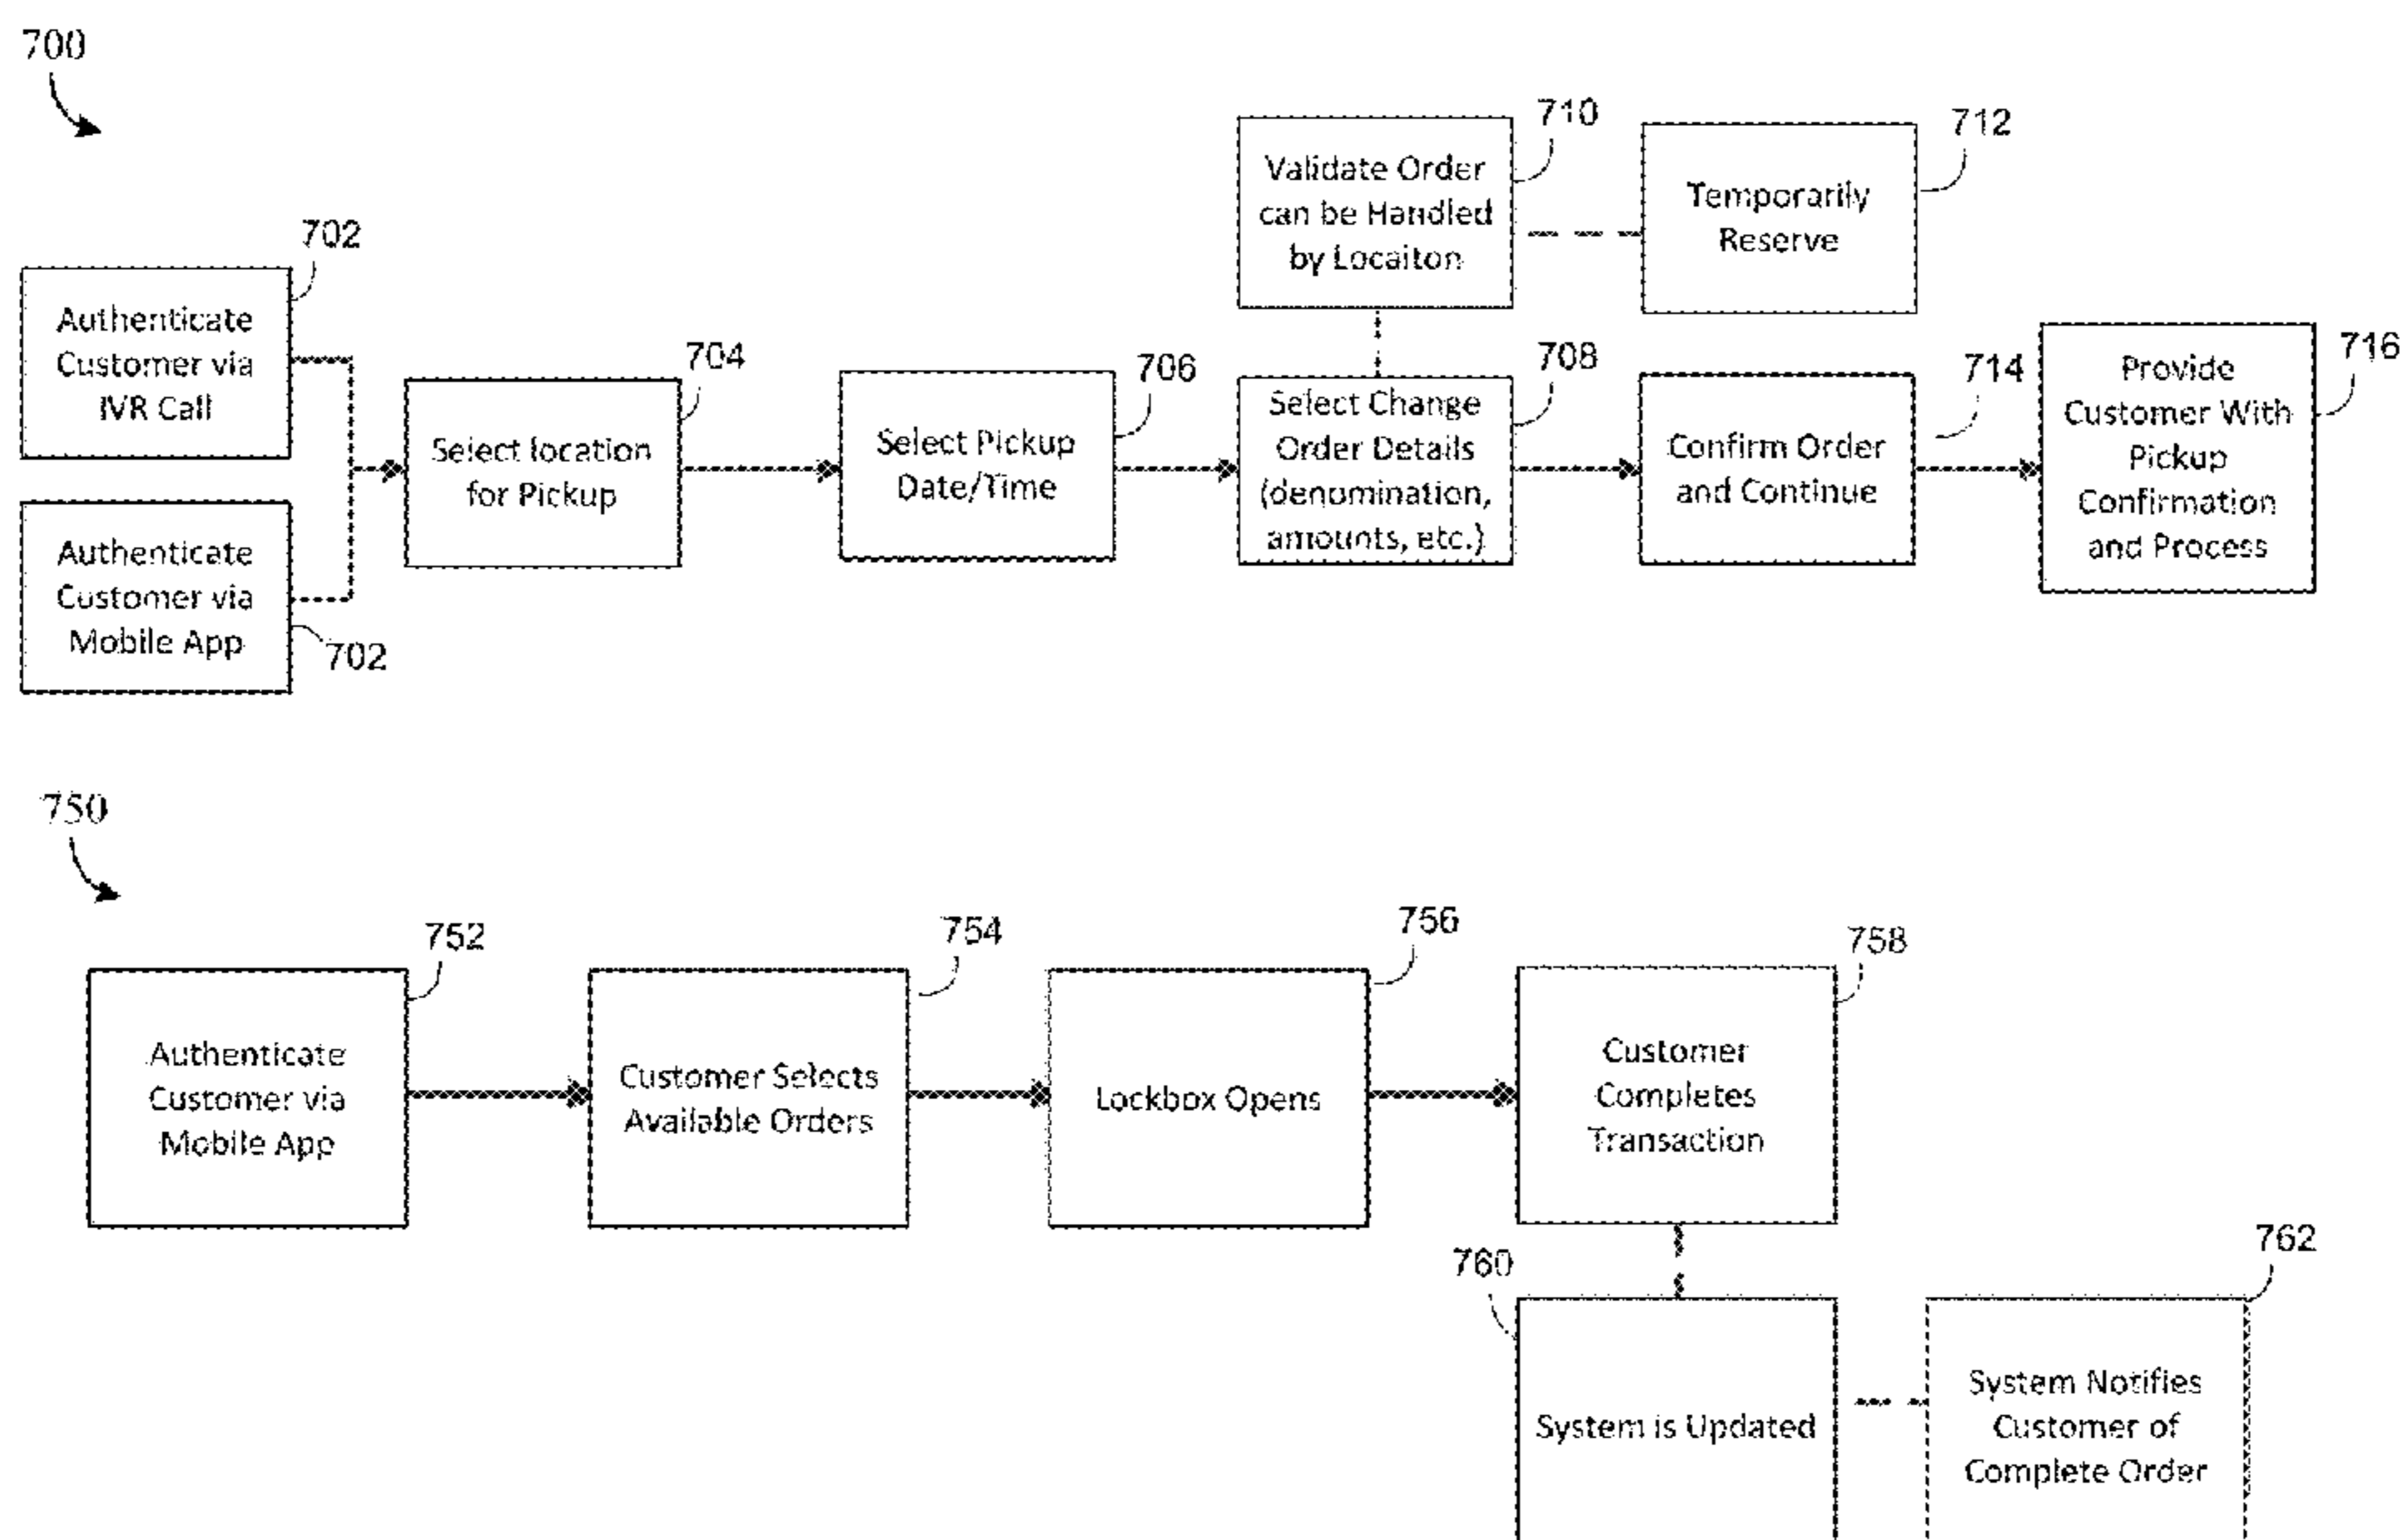 700
702
Authenticate
Customer via
IVR Call
Authenticate
Customer via
Mobile App
702
704
Select location
for Pickup
706
Select Pickup
Date/Time
710
Validate Order
can be Handled
by Locaiton
712
Temporarily
Reserve
708
Select Change
Order Details
(denomination,
amounts, etc.)
714
Confirm Order
and Continue
716
Provide
Customer With
Pickup
Confirmation
and Process
750
752
Authenticate
Customer via
Mobile App
754
Customer Selects
Available Orders
756
Lockbox Opens
758
Customer
Completes
Transaction
760
System is Updated
762
System Notifies
Customer of
Complete Order